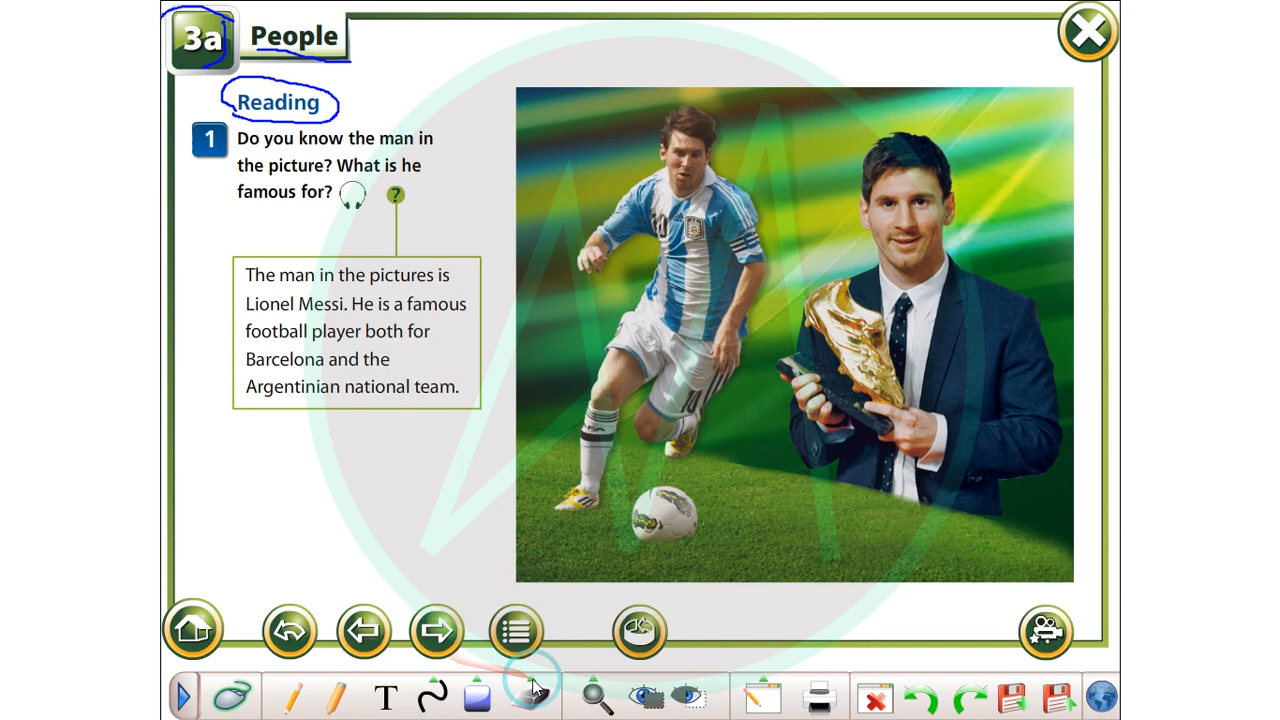 3a People
Reading
1 Do you know the man in
the picture? What is he
famous for? ?
The man in the pictures is
Lionel Messi. He is a famous
football player both for
Barcelona and the
Argentinian national team.
10
10
T